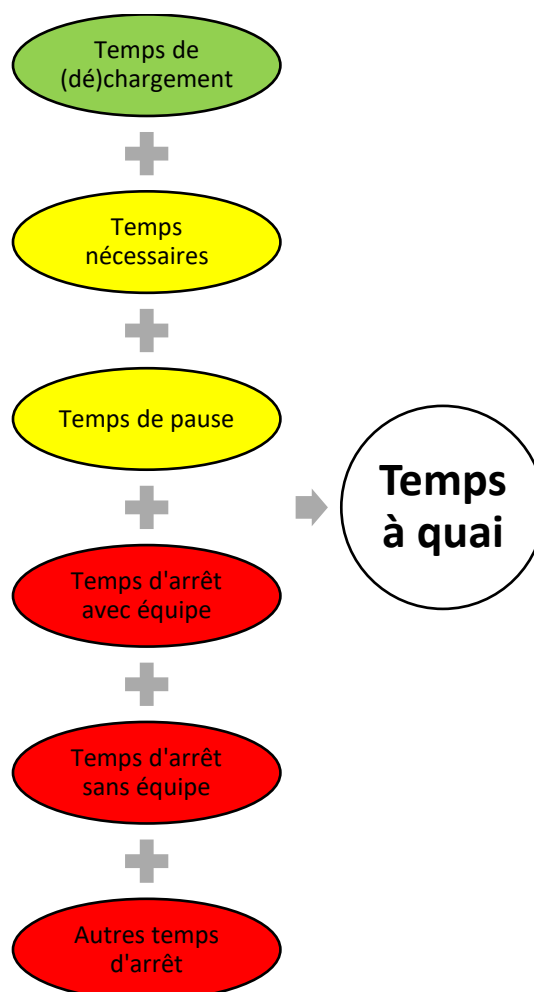 Temps de
(dé)chargement
Temps
nécessaires
Temps de pause
Temps d'arrêt
avec équipe
Temps d'arrêt
sans équipe
Autres temps
d'arrêt
Temps
à quai